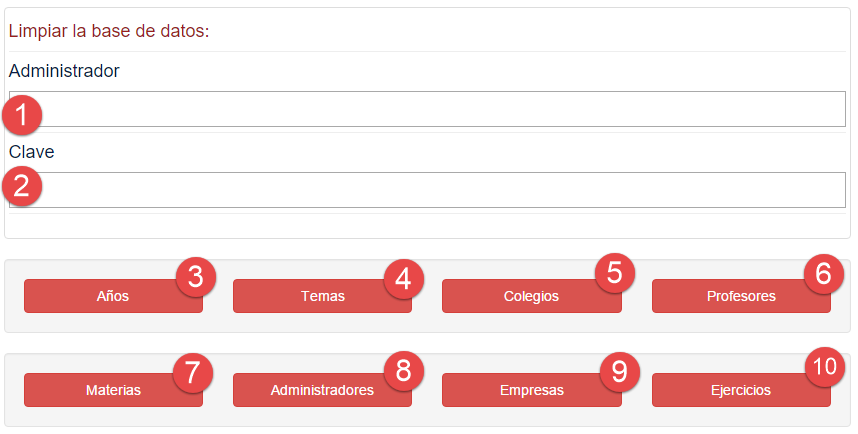 Limpiar la base de datos:
Administrador
1
Clave
2
3 4 5 6
Años Temas Colegios Profesores
7 8 9 10
Materias Administradores Empresas Ejercicios